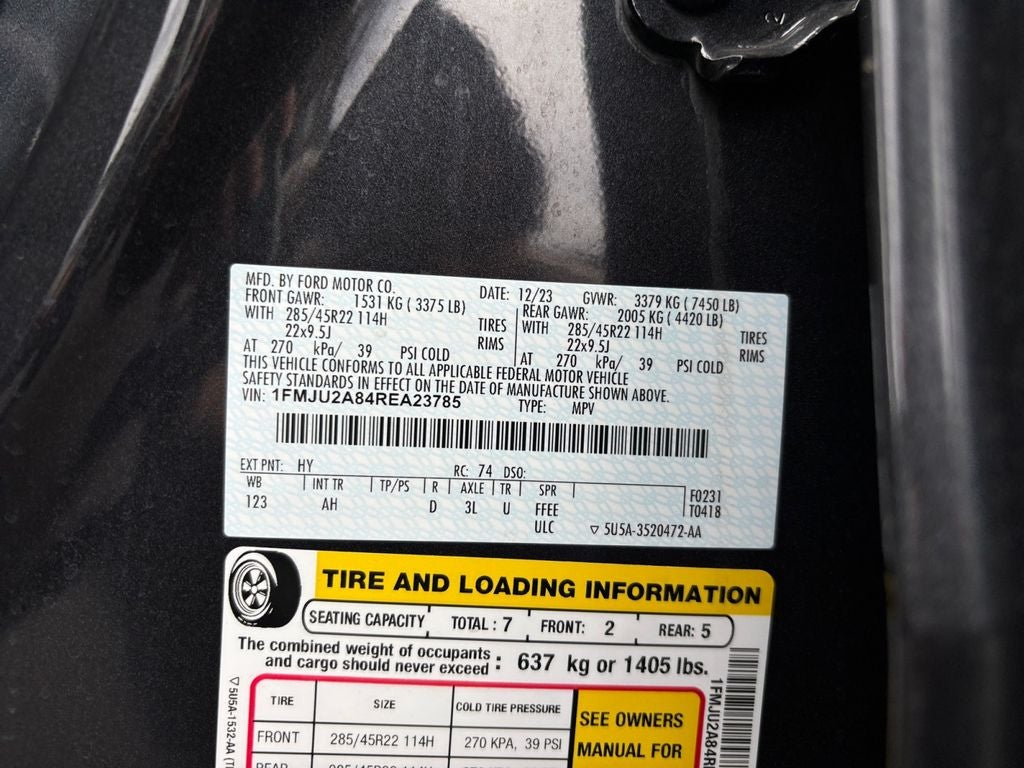 MFD. BY FORD MOTOR CO. DATE: 12/23 GVWR: 3379 KG ( 7450 LB)
FRONT GAWR: 1531 KG ( 3375 LB) REAR GAWR: 2005 KG ( 4420 LB)
WITH 285/45R22 114H TIRES WITH 285/45R22 114H TIRES
22x9.5J RIMS 22x9.5J RIMS
AT 270 kPa/ 39 PSI COLD AT 270 kPa/ 39 PSI COLD
THIS VEHICLE CONFORMS TO ALL APPLICABLE FEDERAL MOTOR VEHICLE
SAFETY STANDARDS IN EFFECT ON THE DATE OF MANUFACTURE SHOWN ABOVE.
VIN: 1FMJU2A84REA23785 TYPE: MPV
EXT PNT: HY RC: 74 DSO:
WB INT TR TP/PS R AXLE TR SPR F0231
123 AH D 3L U FFEE T0418
ULC ▽ 5U5A-3520472-AA
TIRE AND LOADING INFORMATION
SEATING CAPACITY TOTAL : 7 FRONT: 2 REAR: 5
The combined weight of occupants
and cargo should never exceed : 637 kg or 1405 lbs.
TIRE SIZE COLD TIRE PRESSURE SEE OWNERS
FRONT 285/45R22 114H 270 KPA, 39 PSI MANUAL FOR
▽ 5U5A-1532-AA
1FMJU2A84R